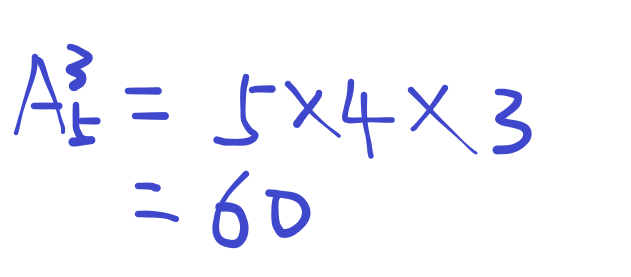 A₅³ = 5×4×3
= 60